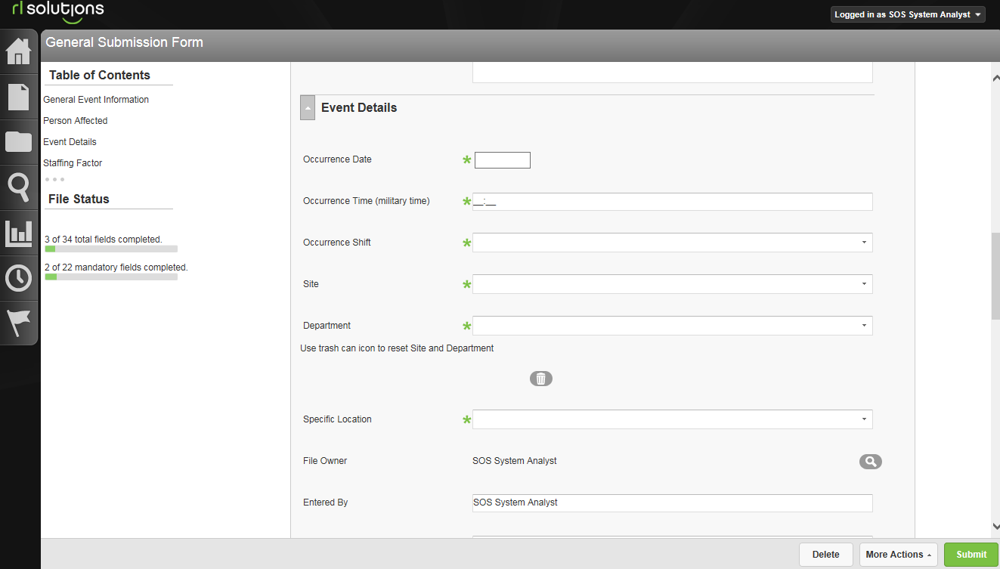 rl solutions
Logged in as SOS System Analyst
General Submission Form
Table of Contents
General Event Information
Person Affected
Event Details
Staffing Factor
File Status
3 of 34 total fields completed.
2 of 22 mandatory fields completed.
Event Details
Occurrence Date *
Occurrence Time (military time) * __:__
Occurrence Shift *
Site *
Department *
Use trash can icon to reset Site and Department
Specific Location *
File Owner SOS System Analyst
Entered By SOS System Analyst
Delete More Actions Submit